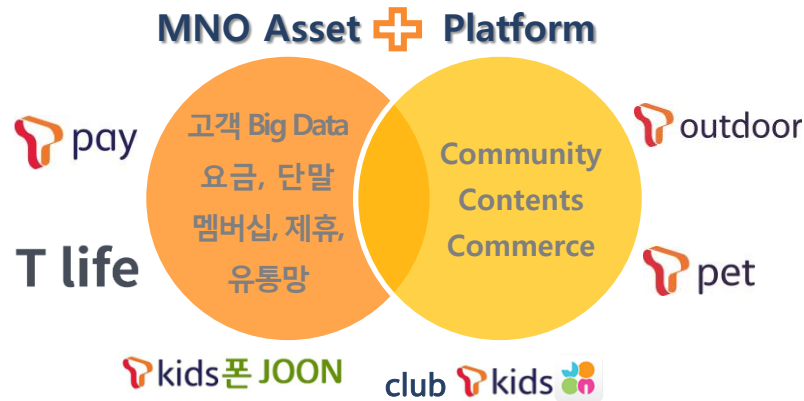 MNO Asset + Platform
pay
고객 Big Data
요금, 단말
멤버십, 제휴,
유통망
Community
Contents
Commerce
outdoor
T life
pet
kids폰 JOON
club kids